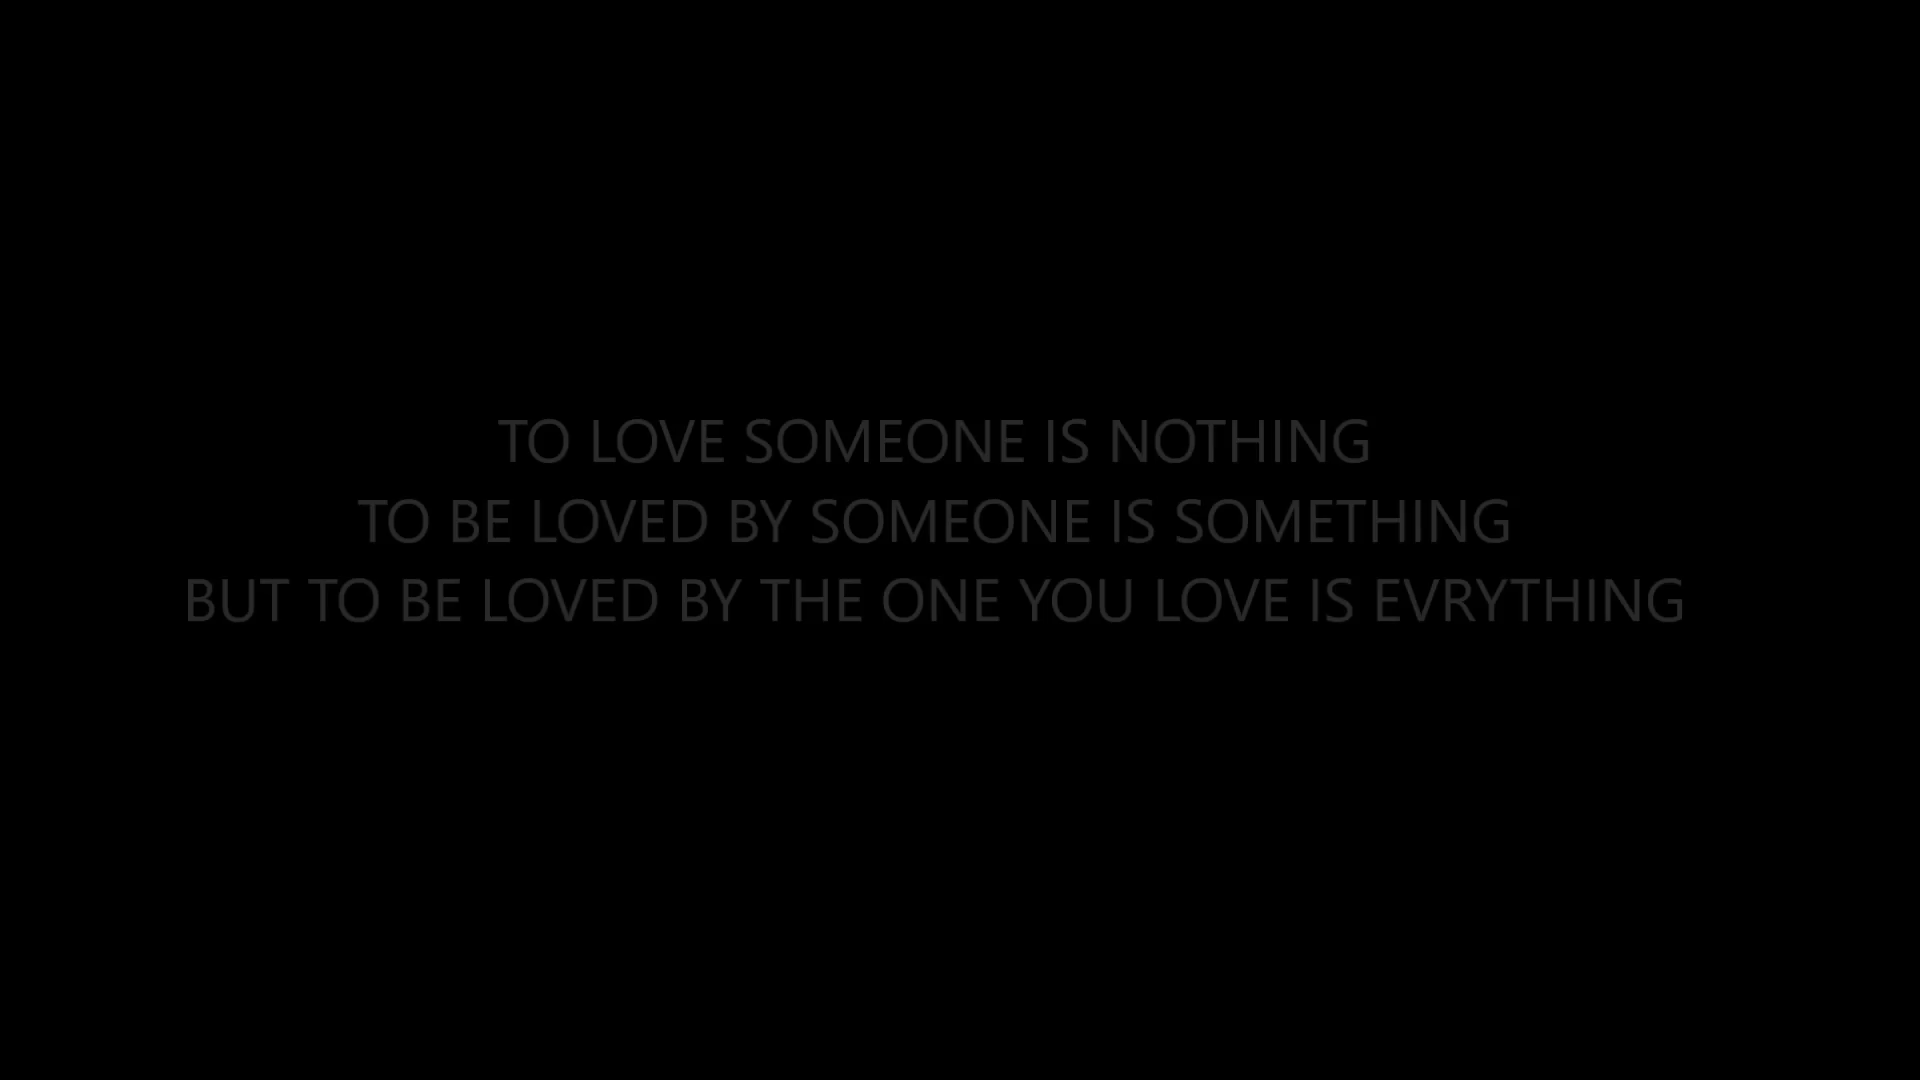 TO LOVE SOMEONE IS NOTHING
TO BE LOVED BY SOMEONE IS SOMETHING
BUT TO BE LOVED BY THE ONE YOU LOVE IS EVRYTHING